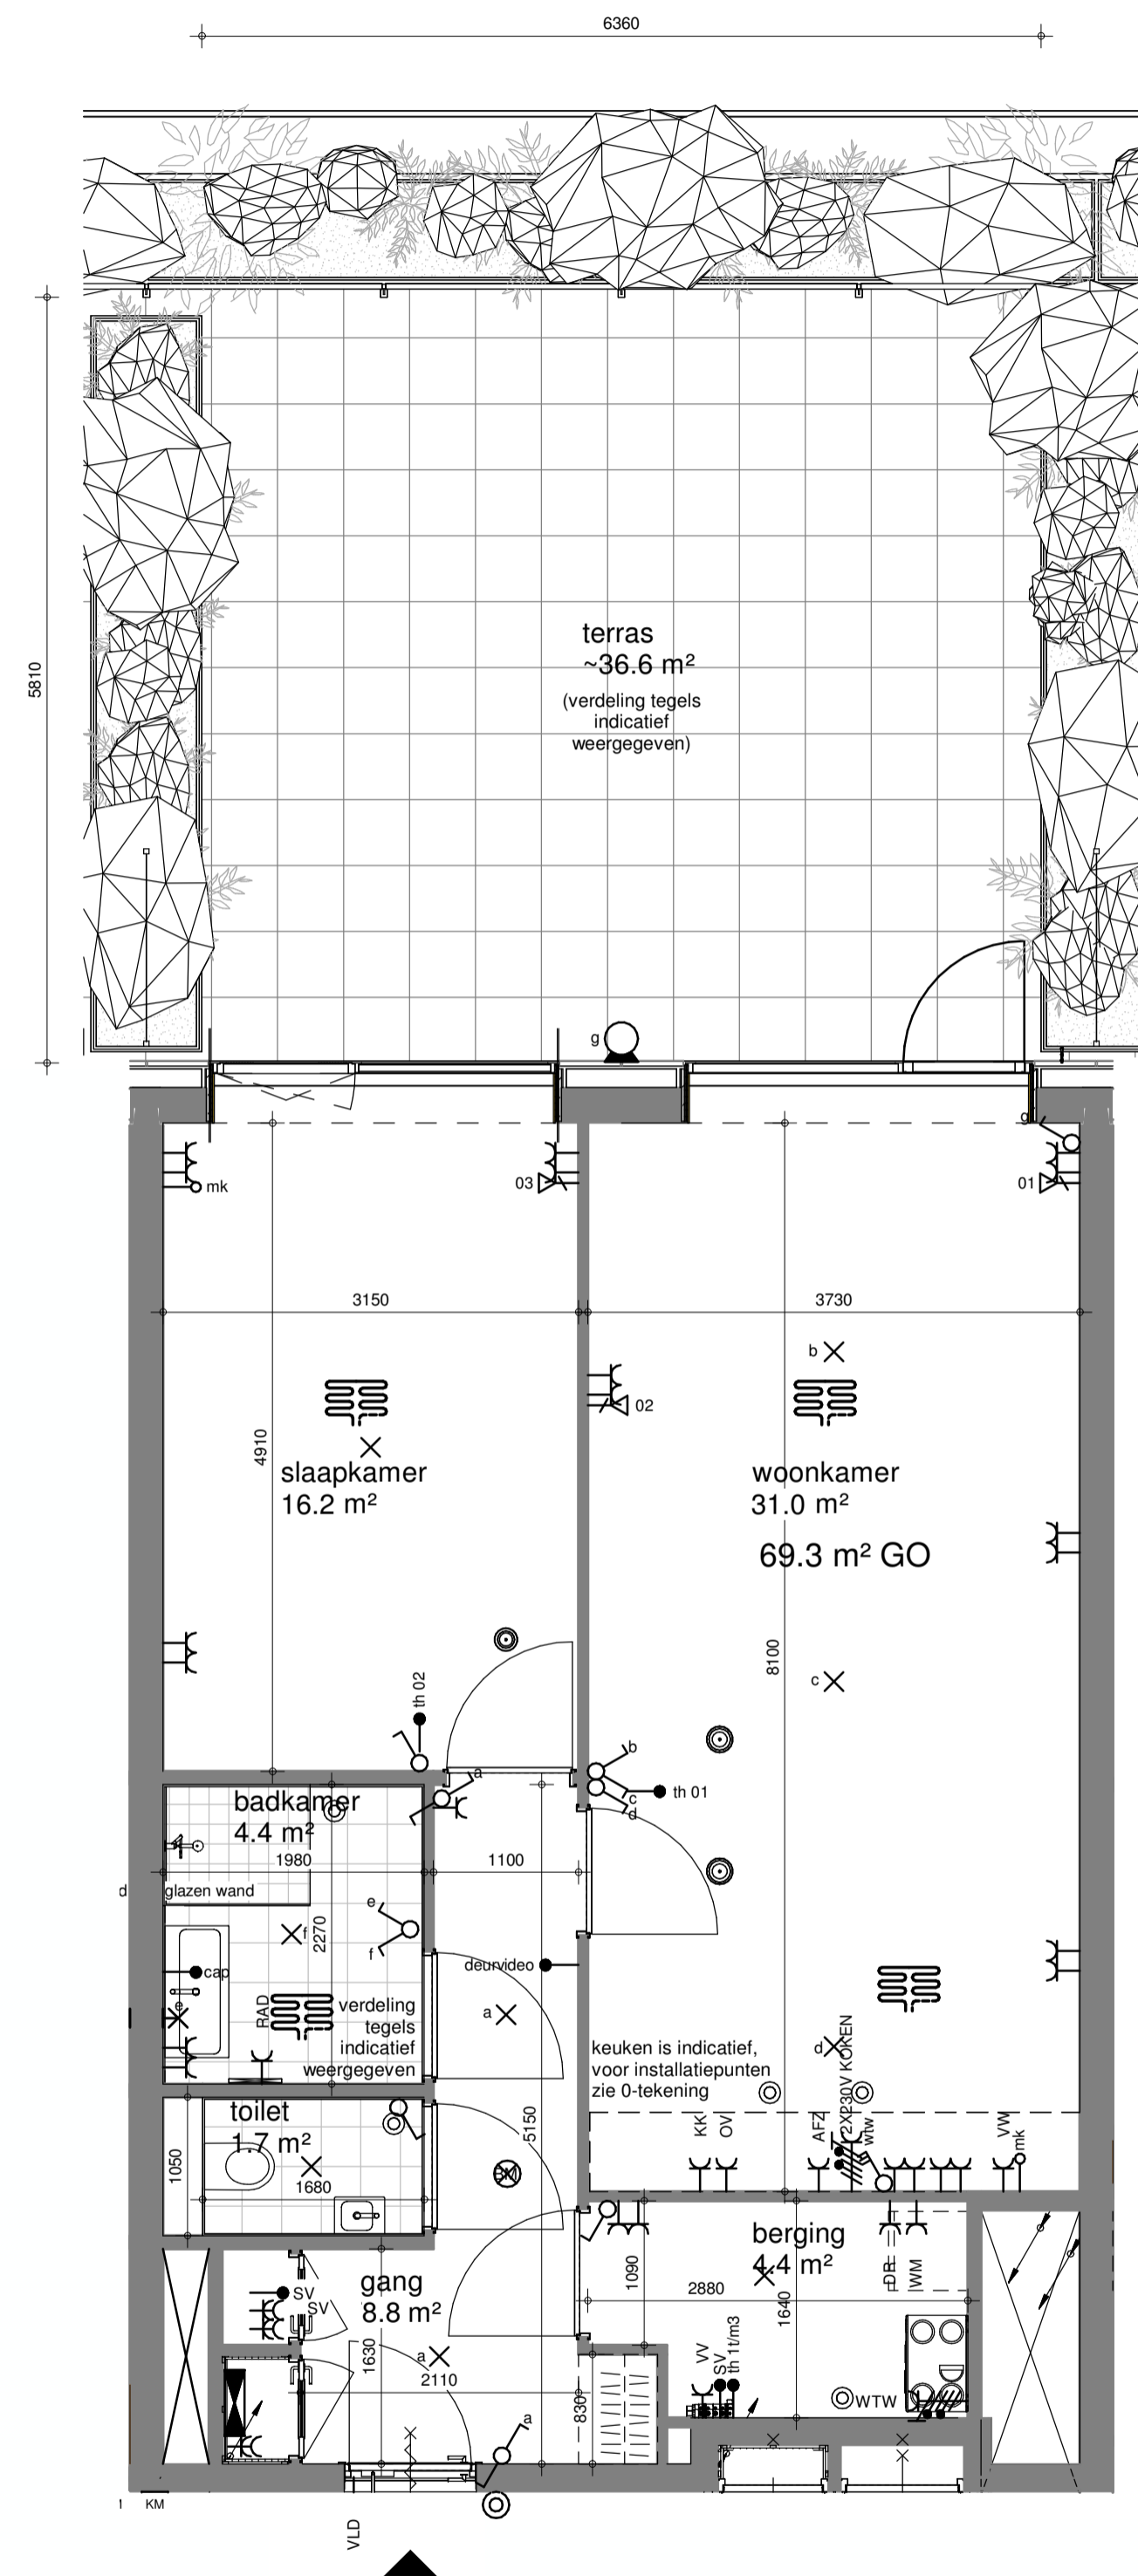 6360
5810
terras
~36.6 m²
(verdeling tegels
indicatief
weergegeven)
g
g
mk
03
01
3150
3730
b
02
4910
slaapkamer
16.2 m²
woonkamer
31.0 m²
69.3 m² GO
8100
c
th 02
b
c
d
th 01
a
badkamer
4.4 m²
1980
1100
d
glazen wand
e
f
f
2270
deurvideo
cap
a
RAD
verdeling
tegels
indicatief
weergegeven
keuken is indicatief,
voor installatiepunten
zie 0-tekening
d
2X230V KOKEN
KK
OV
AFZ
wtw
VW
mk
toilet
1.7 m²
1050
1680
5150
RM
berging
4.4 m²
1090
2880
1640
DR
WM
gang
8.8 m²
SV
SV
1630
a
2110
830
VV
SV
th 1t/m3
WTW
a
1
KM
VLD